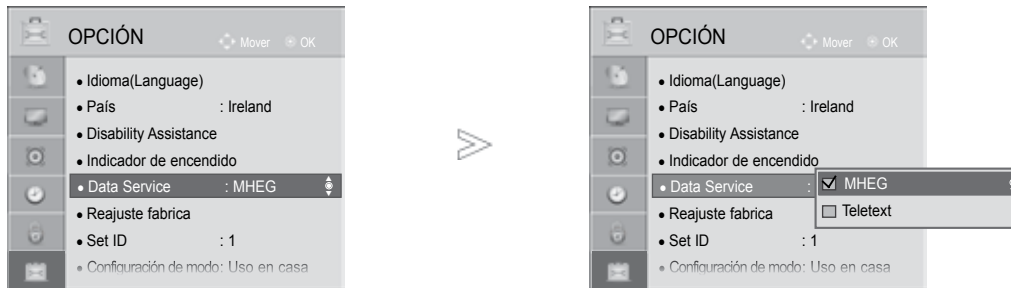 OPCIÓN Mover OK
• Idioma(Language)
• País : Ireland
• Disability Assistance
• Indicador de encendido
• Data Service : MHEG
• Reajuste fabrica
• Set ID : 1
• Configuración de modo: Uso en casa
OPCIÓN Mover OK
• Idioma(Language)
• País : Ireland
• Disability Assistance
• Indicador de encendido
• Data Service :
MHEG
Teletext
• Reajuste fabrica
• Set ID : 1
• Configuración de modo: Uso en casa